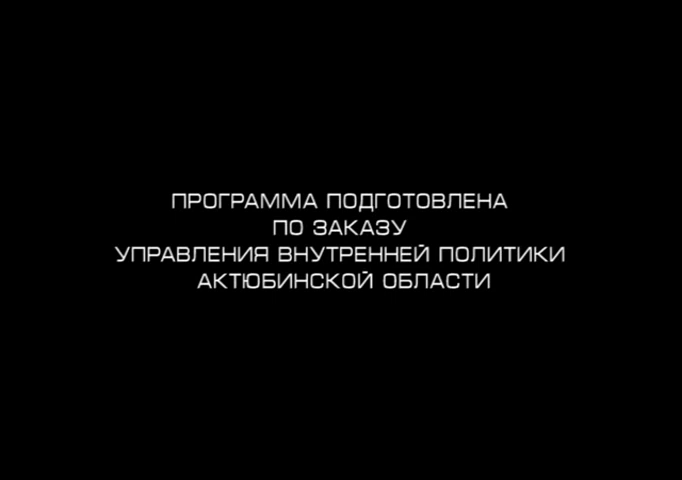 ПРОГРАММА ПОДГОТОВЛЕНА
ПО ЗАКАЗУ
УПРАВЛЕНИЯ ВНУТРЕННЕЙ ПОЛИТИКИ
АКТЮБИНСКОЙ ОБЛАСТИ